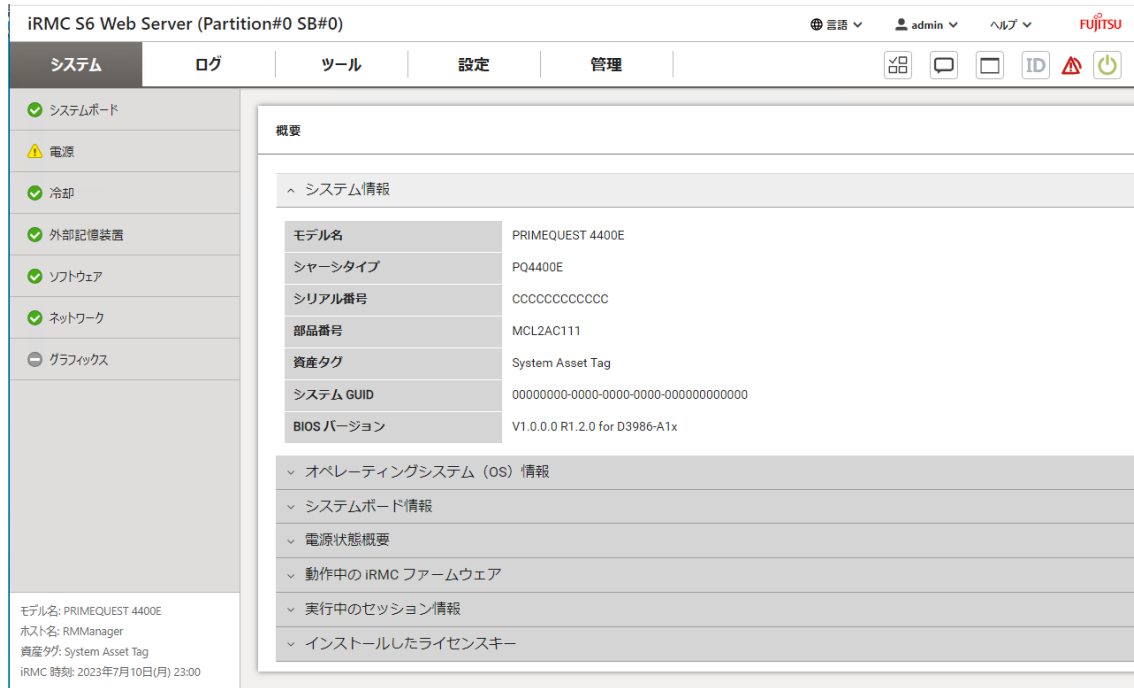 iRMC S6 Web Server (Partition#0 SB#0)
言語
admin
ヘルプ
FUJITSU
システム
ログ
ツール
設定
管理
ID
システムボード
電源
冷却
外部記憶装置
ソフトウェア
ネットワーク
グラフィックス
概要
システム情報
モデル名 PRIMEQUEST 4400E
シャーシタイプ PQ4400E
シリアル番号 CCCCCCCCCCCC
部品番号 MCL2AC111
資産タグ System Asset Tag
システム GUID 00000000-0000-0000-0000-000000000000
BIOS バージョン V1.0.0.0 R1.2.0 for D3986-A1x
オペレーティングシステム（OS）情報
システムボード情報
電源状態概要
動作中の iRMC ファームウェア
実行中のセッション情報
インストールしたライセンスキー
モデル名: PRIMEQUEST 4400E
ホスト名: RMManager
資産タグ: System Asset Tag
iRMC 時刻: 2023年7月10日(月) 23:00